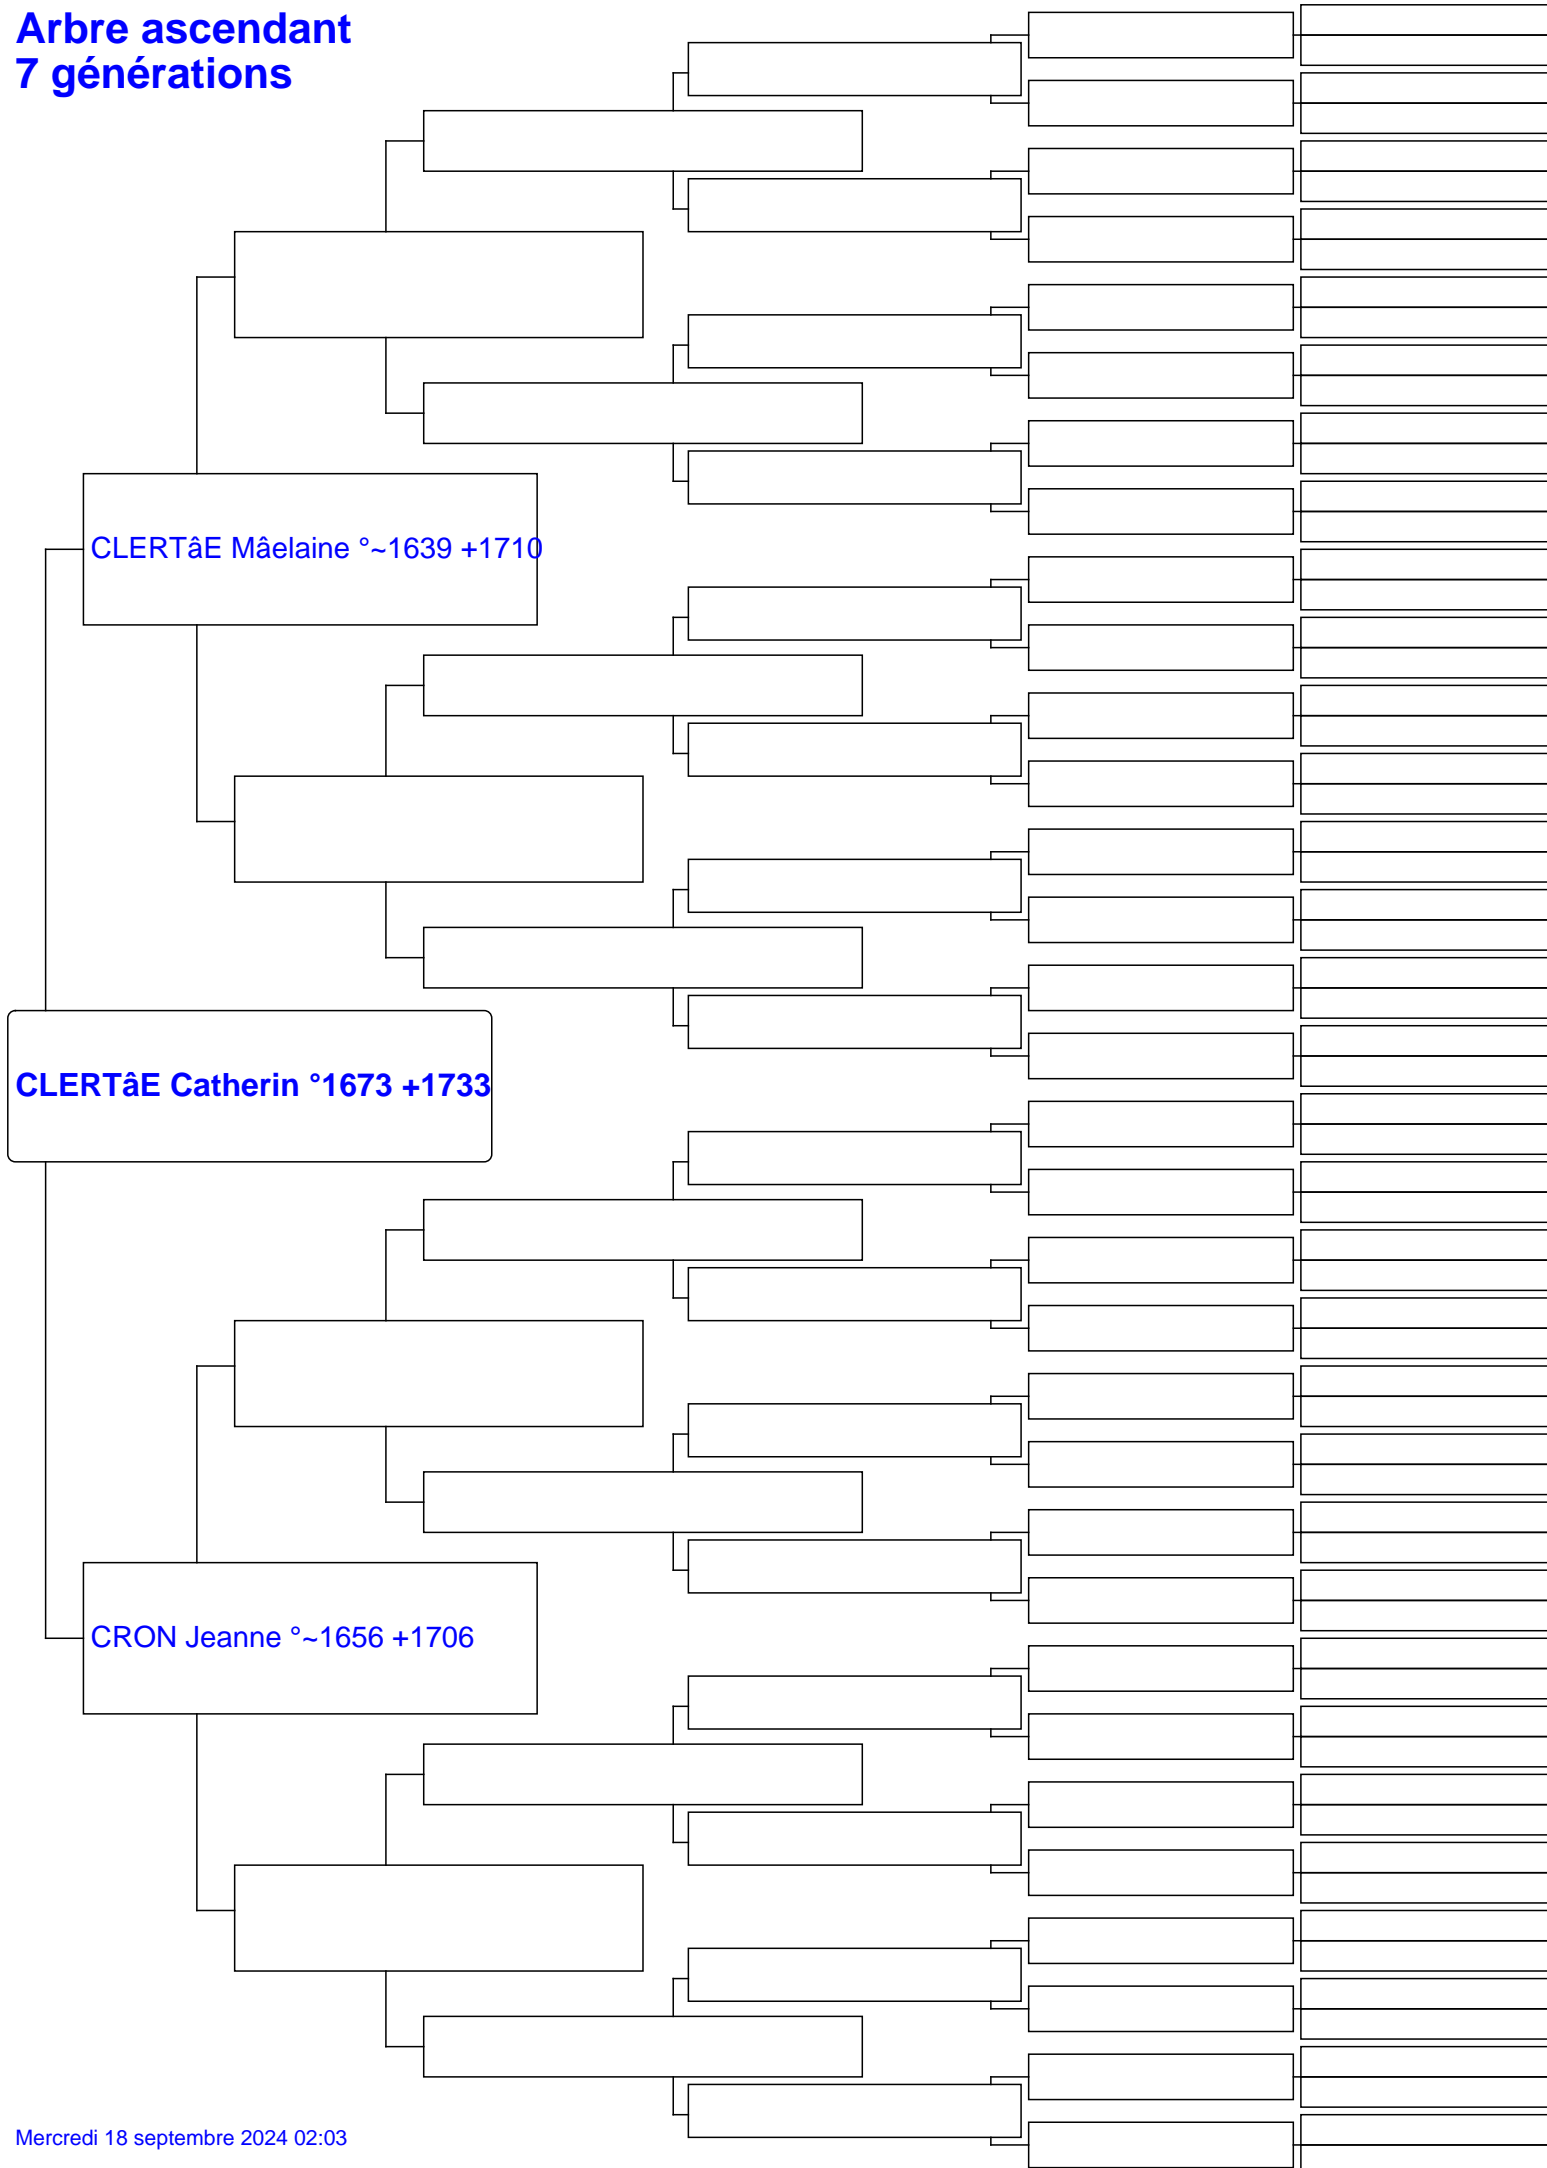 Arbre ascendant
7 générations
CLERTâE Mâelaine °~1639 +1710
CLERTâE Catherin °1673 +1733
CRON Jeanne °~1656 +1706
Mercredi 18 septembre 2024 02:03